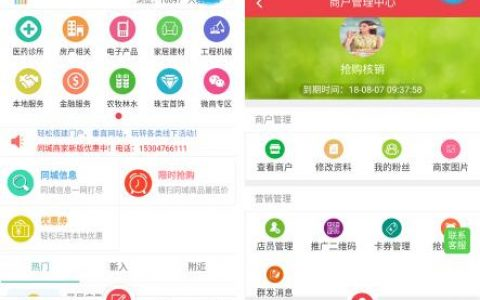 医药诊所
房产相关
电子产品
家居建材
工程机械
本地服务
金融服务
农牧林水
珠宝首饰
微商专区
轻松搭建门户、垂直网站，玩转各类线下活动！
同城商家新版优惠中！电话：15304766111
同城信息
同城信息一网打尽
限时抢购
横扫同城商品最低价
优惠券
轻松玩转本地优惠
热门
新入
附近
商户管理中心
抢购核销
到期时间：18-08-07 09:37:58
商户管理
查看商户
修改资料
我的粉丝
商家图片
营销管理
店员管理
推广二维码
卡券管理
抢购
联系
客服
群发消息